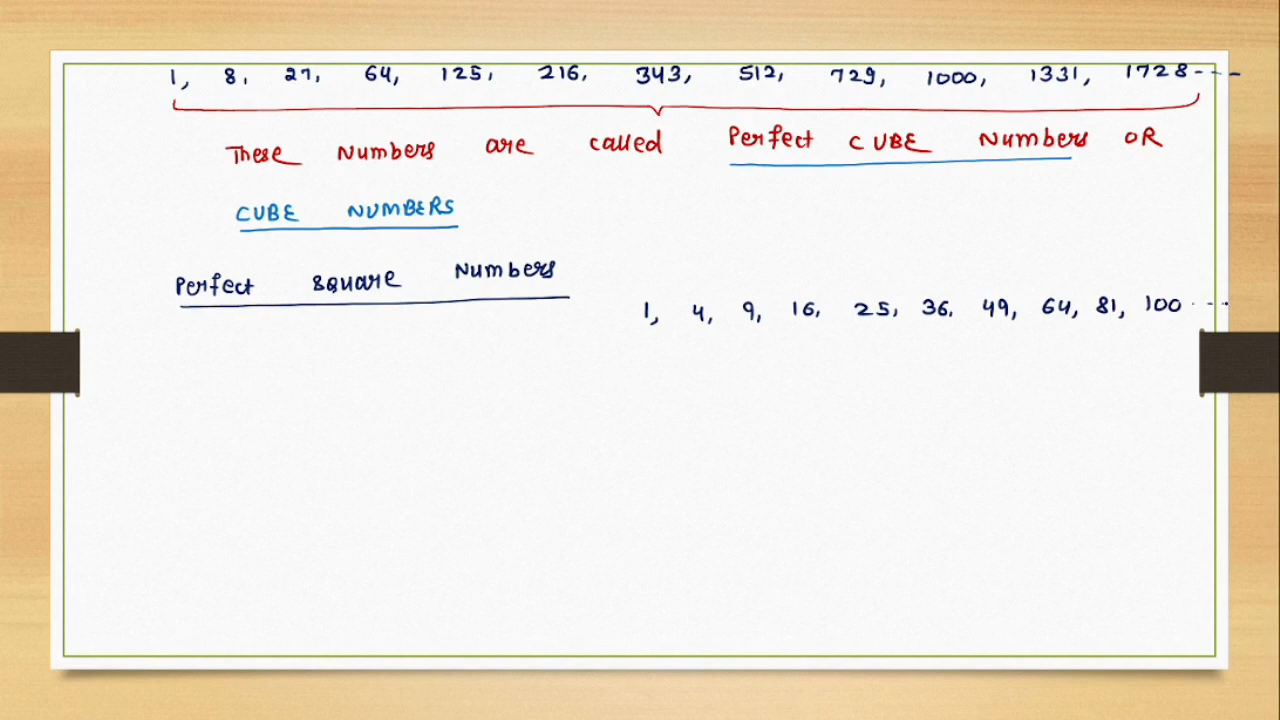 1, 8, 27, 64, 125, 216, 343, 512, 729, 1000, 1331, 1728----
These Numbers are called Perfect CUBE Numbers OR
CUBE NUMBERS
Perfect square Numbers
1, 4, 9, 16, 25, 36, 49, 64, 81, 100 ----